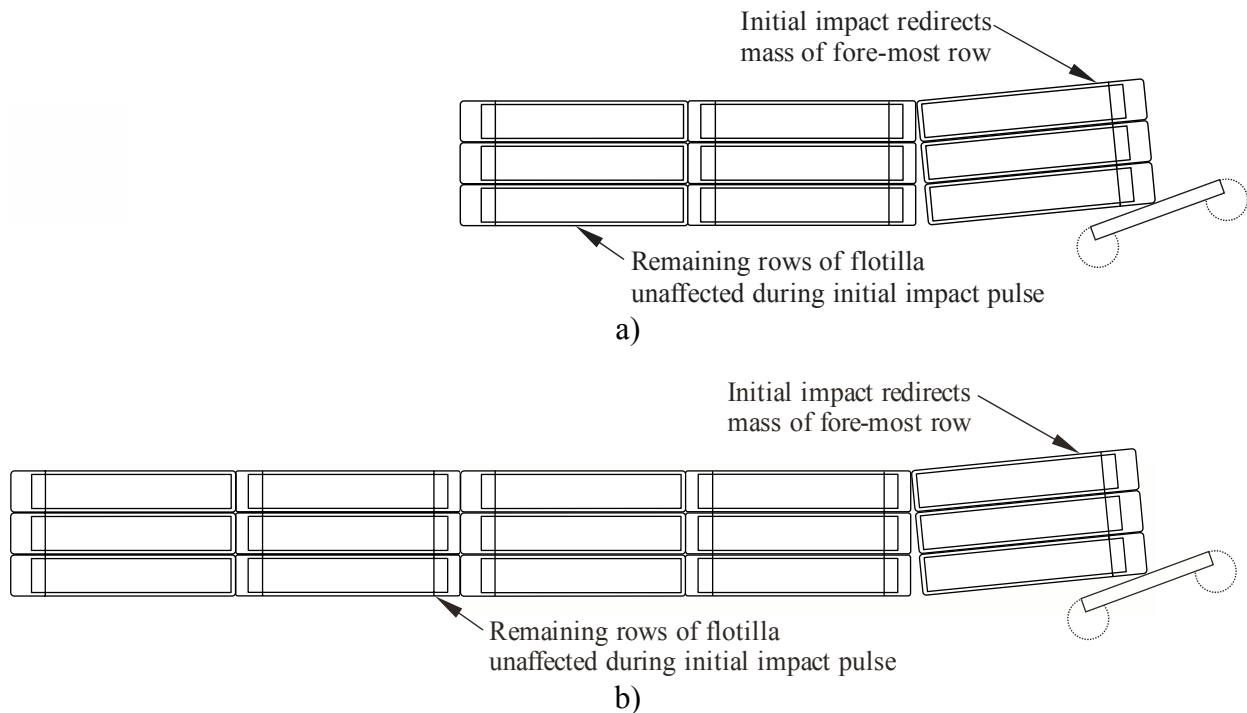 Initial impact redirects
mass of fore-most row
Remaining rows of flotilla
unaffected during initial impact pulse
a)
Initial impact redirects
mass of fore-most row
Remaining rows of flotilla
unaffected during initial impact pulse
b)